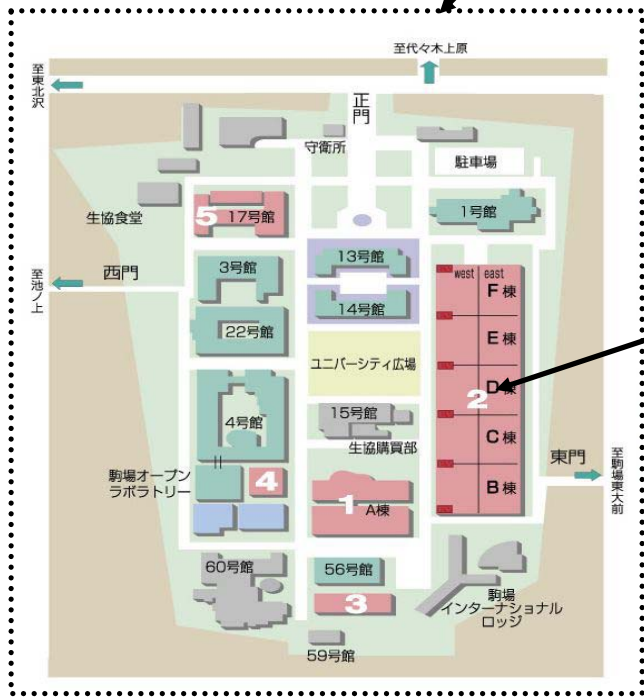 至代々木上原
至東北沢
正門
守衛所
駐車場
生協食堂
5 17号館
1号館
至池ノ上
西門
3号館
13号館
west east
F棟
14号館
22号館
E棟
ユニバーシティ広場
2 D棟
15号館
4号館
生協購買部
C棟
東門
至駒場東大前
駒場オープン
ラボラトリー
4
1 A棟
B棟
60号館
56号館
3
駒場
インターナショナル
ロッジ
59号館